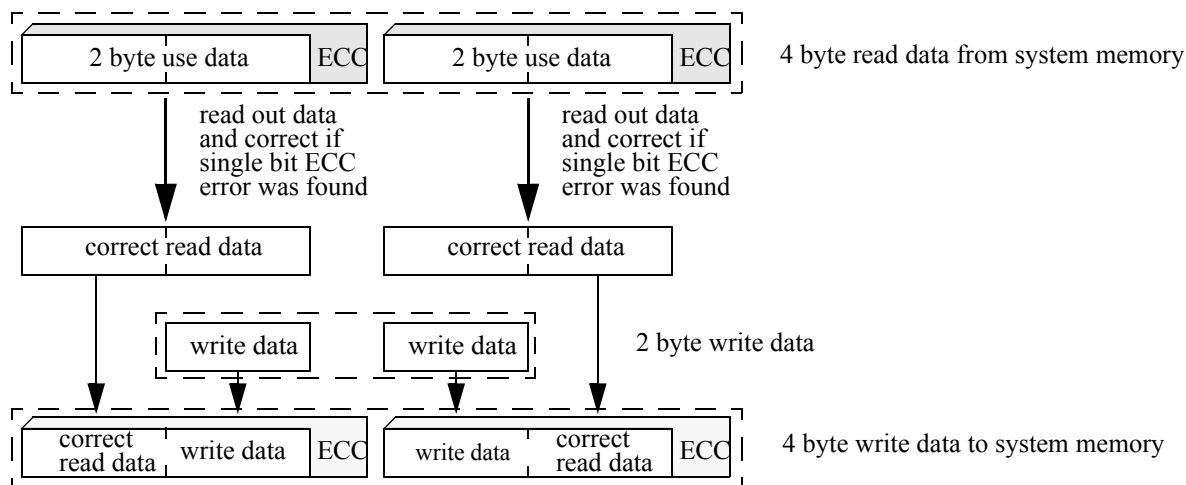 2 byte use data ECC 2 byte use data ECC 4 byte read data from system memory
read out data
and correct if
single bit ECC
error was found
read out data
and correct if
single bit ECC
error was found
correct read data correct read data
write data write data 2 byte write data
correct
read data write data ECC write data correct
read data ECC 4 byte write data to system memory